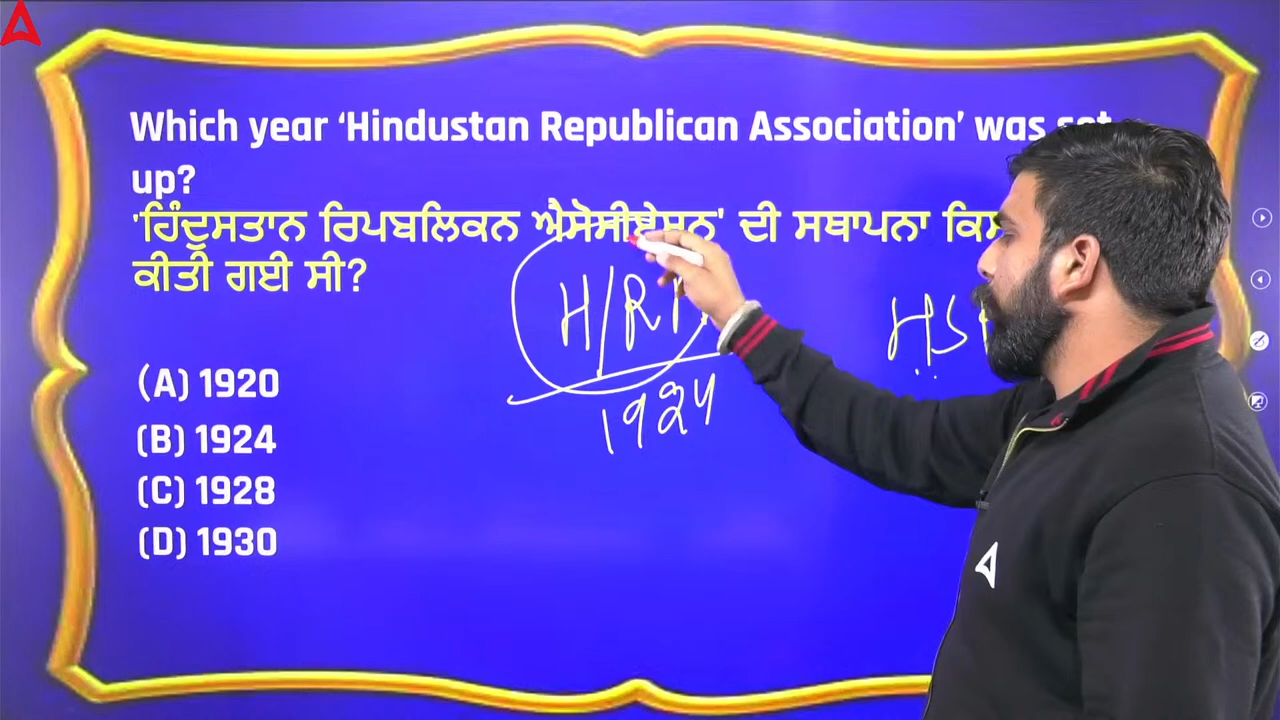 Which year ‘Hindustan Republican Association’ was set
up?
'ਹਿੰਦੁਸਤਾਨ ਰਿਪਬਲਿਕਨ ਐਸੋਸੀਏਸ਼ਨ' ਦੀ ਸਥਾਪਨਾ
ਕੀਤੀ ਗਈ ਸੀ?
H/R
HS
1924
(A) 1920
(B) 1924
(C) 1928
(D) 1930